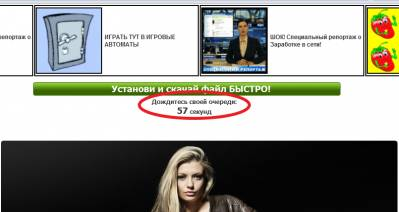 репортаж о
ИГРАТЬ ТУТ В ИГРОВЫЕ
АВТОМАТЫ
ШОК! Специальный репортаж о
Заработке в сети!
Установи и скачай файл БЫСТРО!
Дождитесь своей очереди:
57 секунд